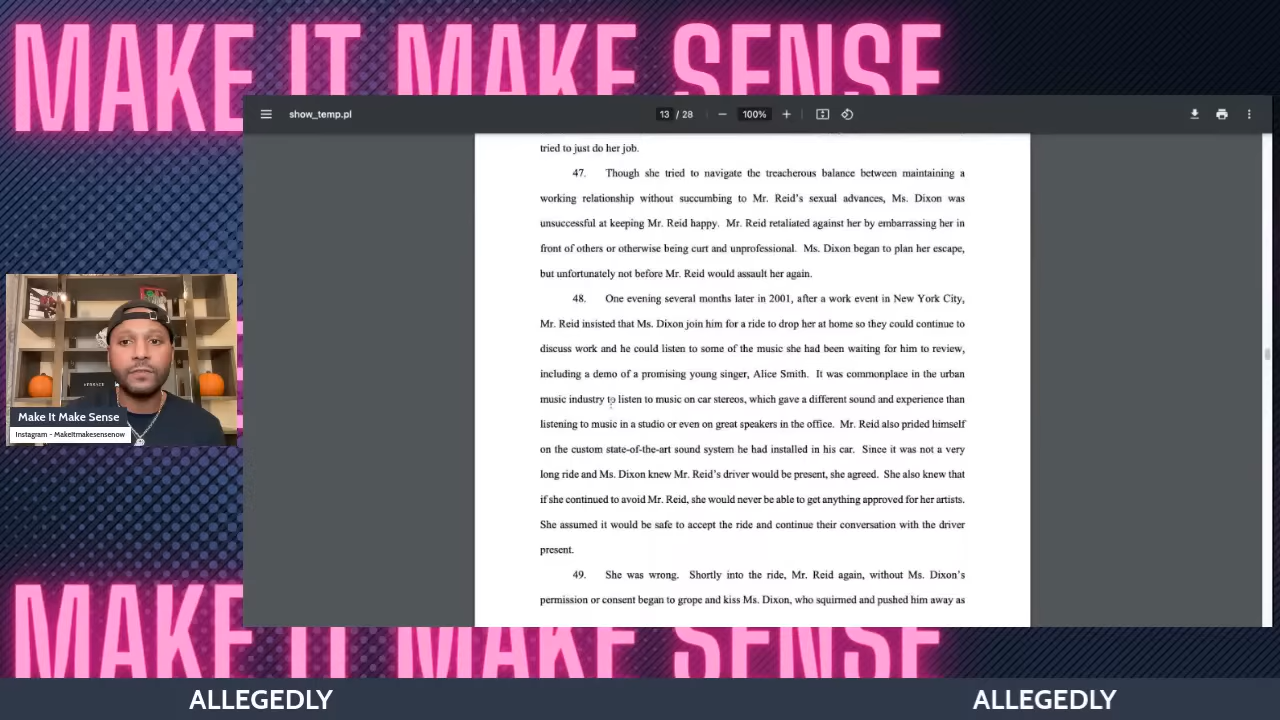 MAKE IT MAKE SENSE
show_temp.pl
13 / 28
100%
tried to just do her job.
47. Though she tried to navigate the treacherous balance between maintaining a
working relationship without succumbing to Mr. Reid's sexual advances, Ms. Dixon was
unsuccessful at keeping Mr. Reid happy. Mr. Reid retaliated against her by embarrassing her in
front of others or otherwise being curt and unprofessional. Ms. Dixon began to plan her escape,
but unfortunately not before Mr. Reid would assault her again.
48. One evening several months later in 2001, after a work event in New York City,
Mr. Reid insisted that Ms. Dixon join him for a ride to drop her at home so they could continue to
discuss work and he could listen to some of the music she had been waiting for him to review,
including a demo of a promising young singer, Alice Smith. It was commonplace in the urban
music industry to listen to music on car stereos, which gave a different sound and experience than
listening to music in a studio or even on great speakers in the office. Mr. Reid also prided himself
on the custom state-of-the-art sound system he had installed in his car. Since it was not a very
long ride and Ms. Dixon knew Mr. Reid's driver would be present, she agreed. She also knew that
if she continued to avoid Mr. Reid, she would never be able to get anything approved for her artists.
She assumed it would be safe to accept the ride and continue their conversation with the driver
present.
49. She was wrong. Shortly into the ride, Mr. Reid again, without Ms. Dixon's
permission or consent began to grope and kiss Ms. Dixon, who squirmed and pushed him away as
Make It Make Sense
Instagram - MakeItmakesensenow
MAKE IT MAKE SENSE
ALLEGEDLY
ALLEGEDLY